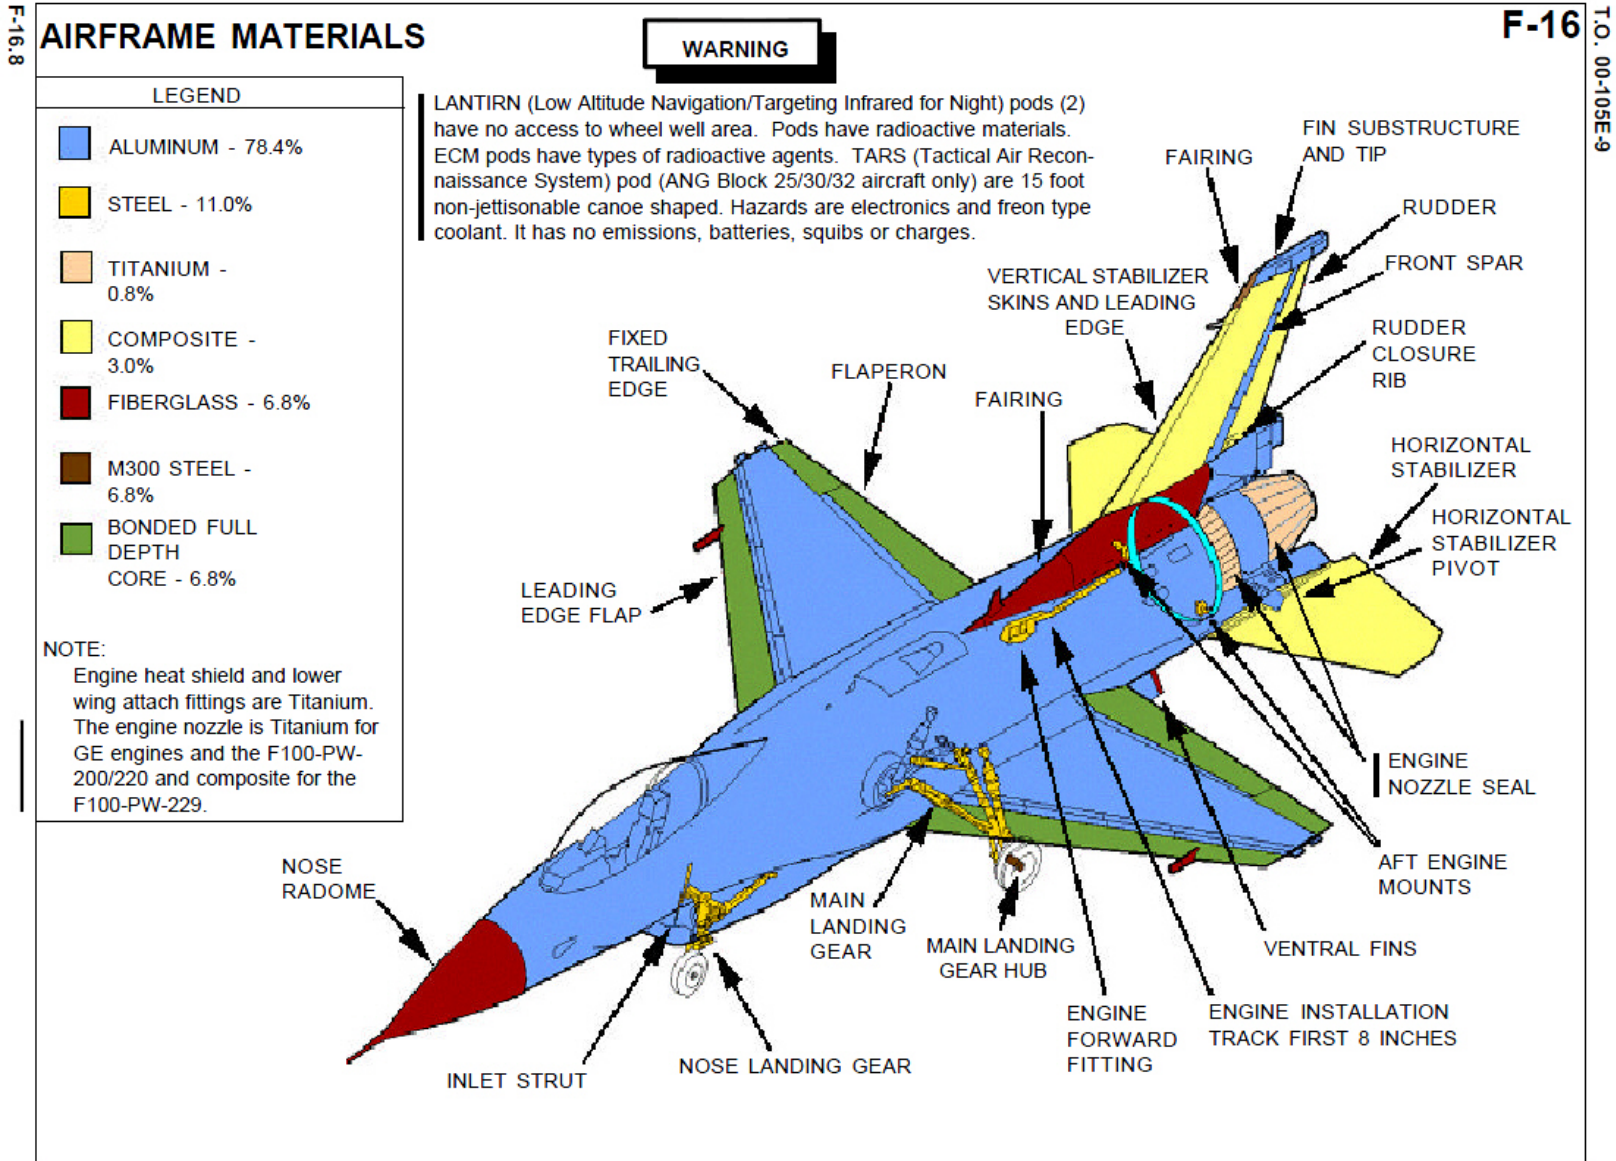 F-16.8
AIRFRAME MATERIALS
WARNING
F-16
T.O. 00-105E-9
LEGEND
ALUMINUM - 78.4%
STEEL - 11.0%
TITANIUM -
0.8%
COMPOSITE -
3.0%
FIBERGLASS - 6.8%
M300 STEEL -
6.8%
BONDED FULL
DEPTH
CORE - 6.8%
NOTE:
Engine heat shield and lower
wing attach fittings are Titanium.
The engine nozzle is Titanium for
GE engines and the F100-PW-
200/220 and composite for the
F100-PW-229.
LANTIRN (Low Altitude Navigation/Targeting Infrared for Night) pods (2)
have no access to wheel well area. Pods have radioactive materials.
ECM pods have types of radioactive agents. TARS (Tactical Air Recon-
naissance System) pod (ANG Block 25/30/32 aircraft only) are 15 foot
non-jettisonable canoe shaped. Hazards are electronics and freon type
coolant. It has no emissions, batteries, squibs or charges.
FIN SUBSTRUCTURE
AND TIP
FAIRING
RUDDER
FRONT SPAR
VERTICAL STABILIZER
SKINS AND LEADING
EDGE
RUDDER
CLOSURE
RIB
FIXED
TRAILING
EDGE
FLAPERON
FAIRING
HORIZONTAL
STABILIZER
HORIZONTAL
STABILIZER
PIVOT
LEADING
EDGE FLAP
ENGINE
NOZZLE SEAL
AFT ENGINE
MOUNTS
NOSE
RADOME
MAIN
LANDING
GEAR
MAIN LANDING
GEAR HUB
VENTRAL FINS
ENGINE
FORWARD
FITTING
ENGINE INSTALLATION
TRACK FIRST 8 INCHES
NOSE LANDING GEAR
INLET STRUT